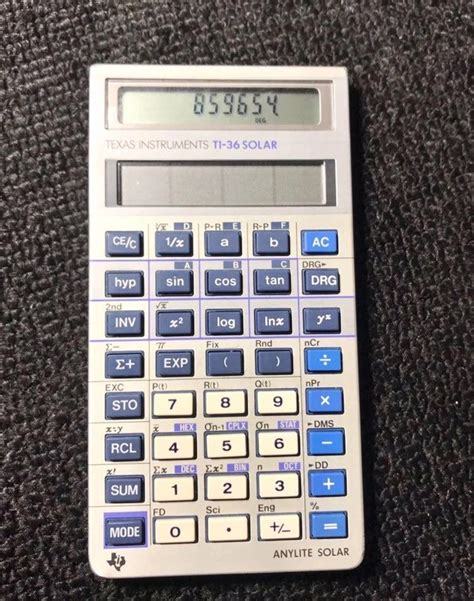 859654.
DEG
TEXAS INSTRUMENTS TI-36 SOLAR
ˣ√x D P-R E R-P F
CE/C 1/x a b AC
A B C DRG►
hyp sin cos tan DRG
2nd √x
INV x² log lnx yˣ
Σ- π Fix Rnd nCr
Σ+ EXP ( ) ÷
EXC P(t) R(t) Q(t) nPr
STO 7 8 9 ×
x:y x̄ HEX σn-1 CPLX σn STAT ►DMS
RCL 4 5 6 −
x! Σx DEC Σx² BIN n OCT ►DD
SUM 1 2 3 +
FD Sci Eng %
MODE 0 . +/− =
ANYLITE SOLAR